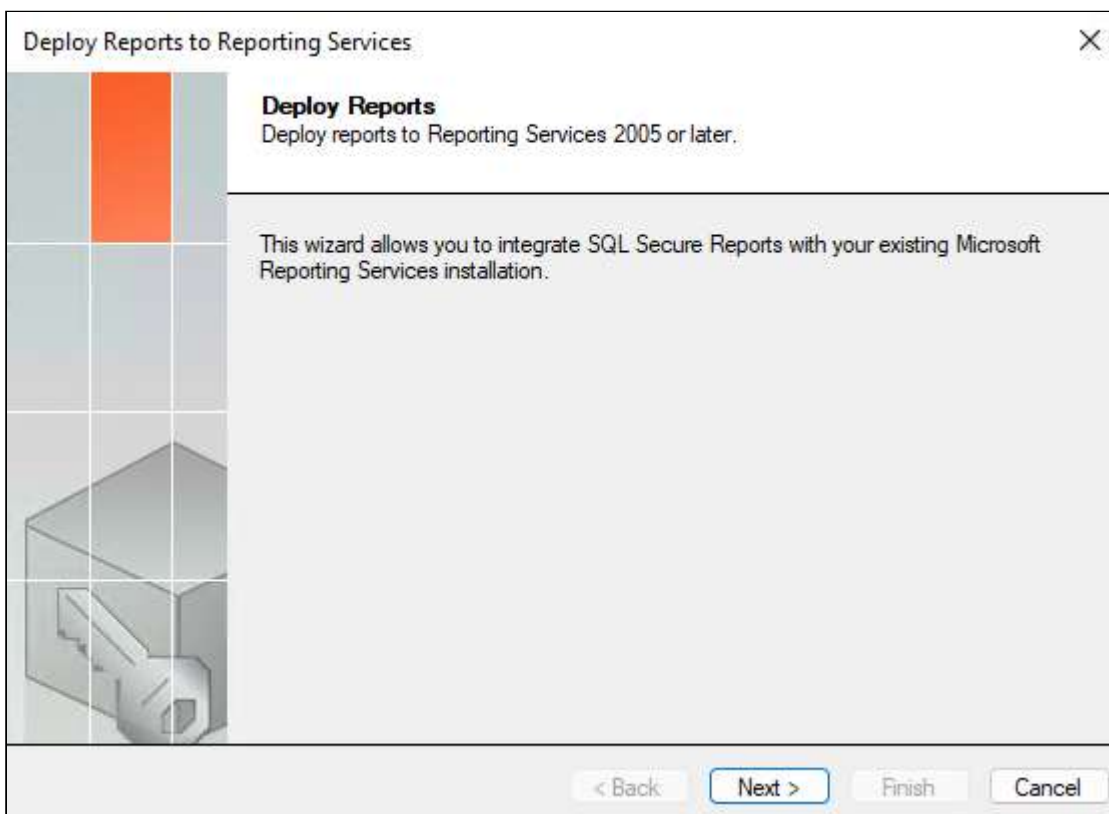 Deploy Reports to Reporting Services
Deploy Reports
Deploy reports to Reporting Services 2005 or later.
This wizard allows you to integrate SQL Secure Reports with your existing Microsoft
Reporting Services installation.
< Back Next > Finish Cancel